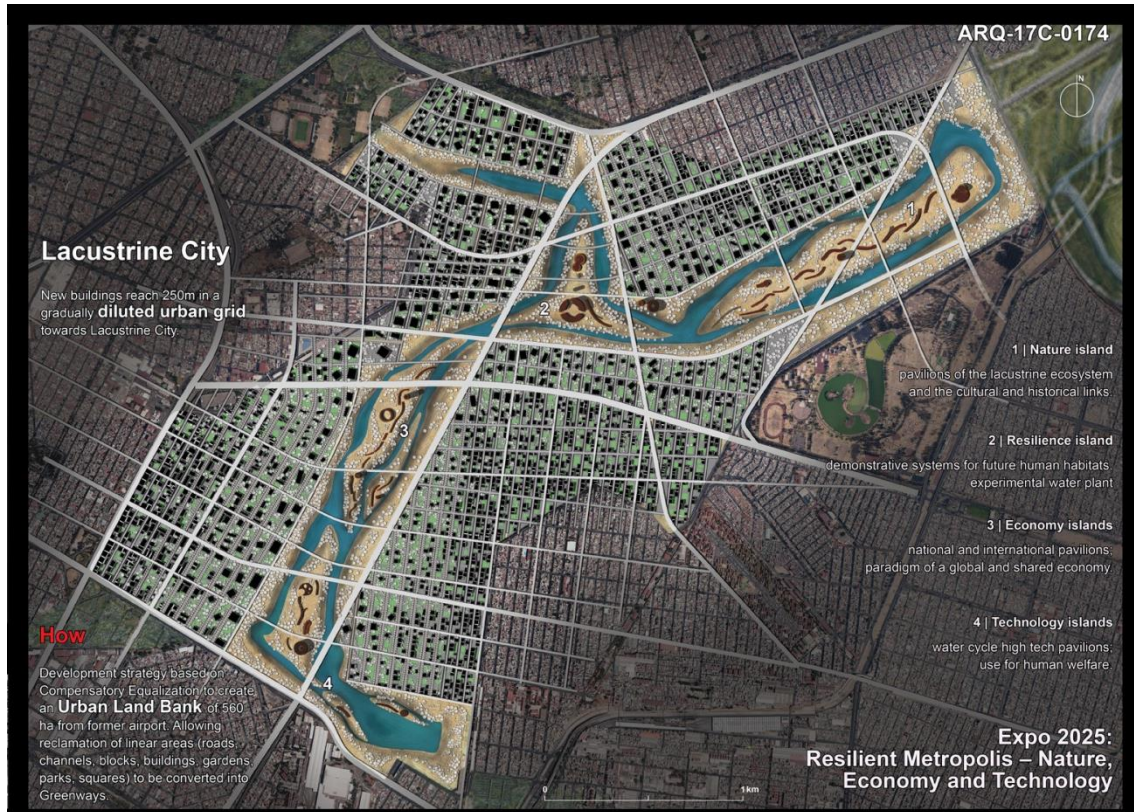 ARQ-17C-0174
N
Lacustrine City
New buildings reach 250m in a
gradually diluted urban grid
towards Lacustrine City.
1
2
3
4
1 | Nature island
pavilions of the lacustrine ecosystem
and the cultural and historical links.
2 | Resilience island
demonstrative systems for future human habitats.
experimental water plant
3 | Economy islands
national and international pavilions,
paradigm of a global and shared economy.
4 | Technology islands
water cycle high tech pavilions;
use for human welfare.
How
Development strategy based on
Compensatory Equalization to create
an Urban Land Bank of 560
ha from former airport. Allowing
reclamation of linear areas (roads,
channels, blocks, buildings, gardens,
parks, squares) to be converted into
Greenways.
0 1km
Expo 2025:
Resilient Metropolis – Nature,
Economy and Technology